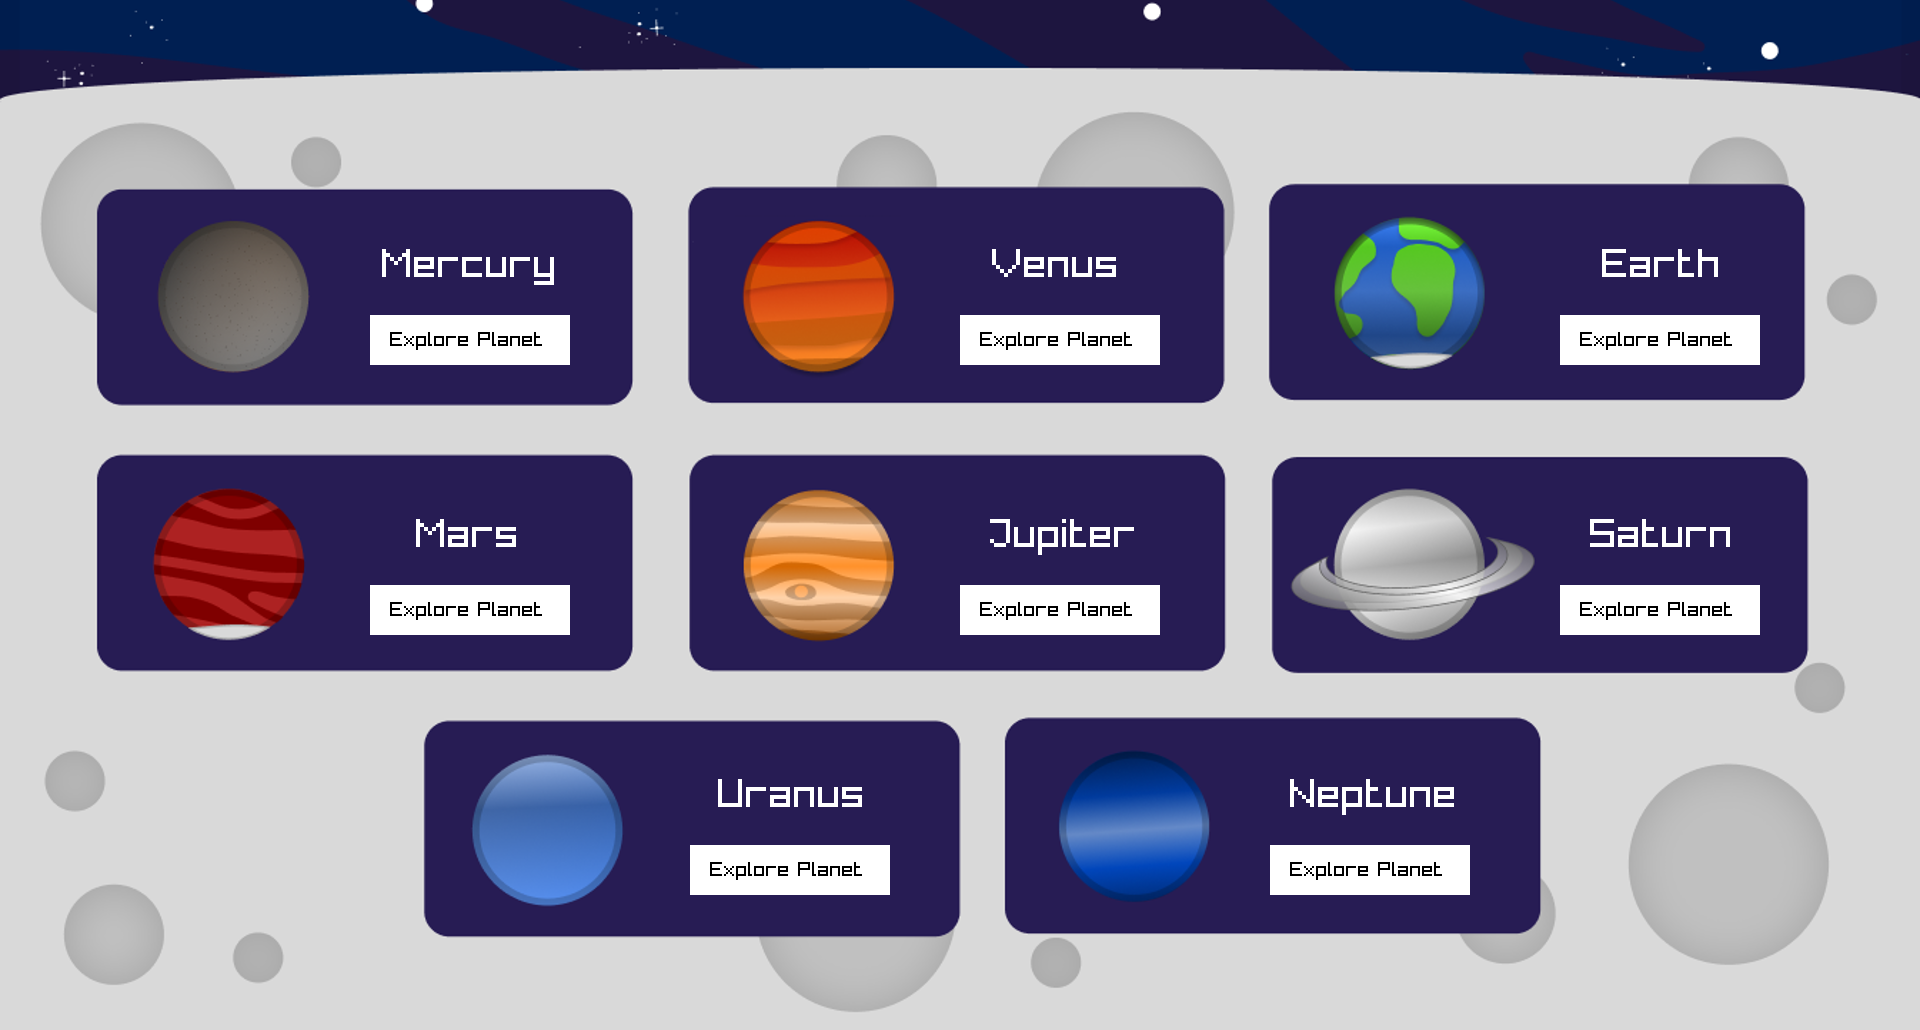 Mercury
Explore Planet
Venus
Explore Planet
Earth
Explore Planet
Mars
Explore Planet
Jupiter
Explore Planet
Saturn
Explore Planet
Uranus
Explore Planet
Neptune
Explore Planet